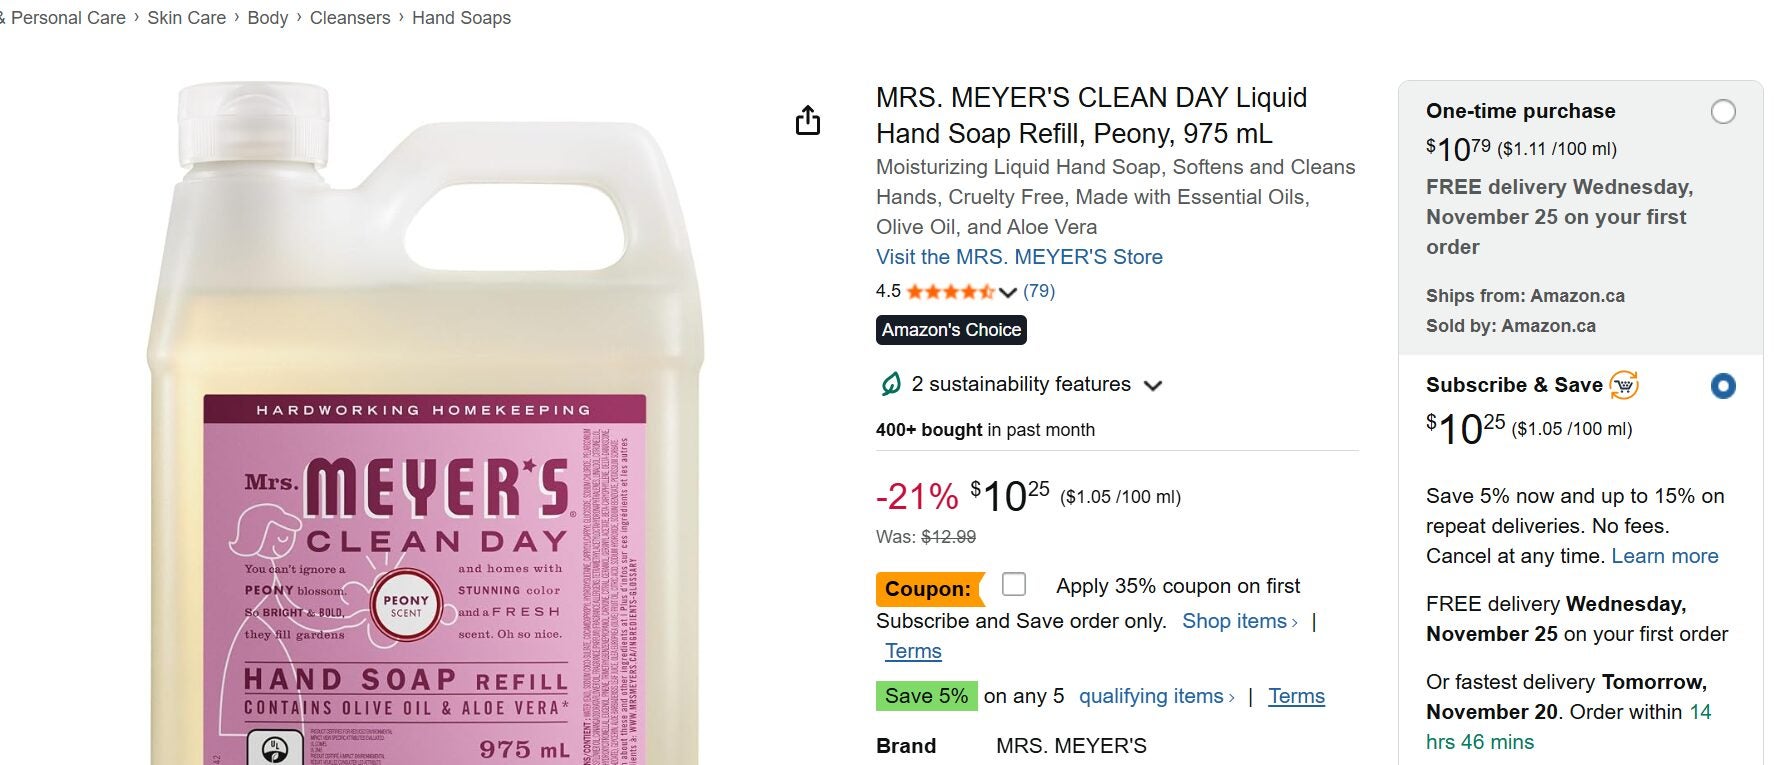 & Personal Care › Skin Care › Body › Cleansers › Hand Soaps
HARDWORKING HOMEKEEPING
Mrs. MEYER'S®
CLEAN DAY
You can't ignore a
PEONY blossom.
So BRIGHT & BOLD,
they fill gardens
PEONY
SCENT
and homes with
STUNNING color
and a FRESH
scent. Oh so nice.
HAND SOAP REFILL
CONTAINS OLIVE OIL & ALOE VERA*
UL
975 mL
MRS. MEYER'S CLEAN DAY Liquid
Hand Soap Refill, Peony, 975 mL
Moisturizing Liquid Hand Soap, Softens and Cleans
Hands, Cruelty Free, Made with Essential Oils,
Olive Oil, and Aloe Vera
Visit the MRS. MEYER'S Store
4.5 (79)
Amazon's Choice
2 sustainability features
400+ bought in past month
-21% $1025 ($1.05 /100 ml)
Was: $12.99
Coupon: Apply 35% coupon on first
Subscribe and Save order only. Shop items › |
Terms
Save 5% on any 5 qualifying items › | Terms
Brand MRS. MEYER'S
One-time purchase
$1079 ($1.11 /100 ml)
FREE delivery Wednesday,
November 25 on your first
order
Ships from: Amazon.ca
Sold by: Amazon.ca
Subscribe & Save
$1025 ($1.05 /100 ml)
Save 5% now and up to 15% on
repeat deliveries. No fees.
Cancel at any time. Learn more
FREE delivery Wednesday,
November 25 on your first order
Or fastest delivery Tomorrow,
November 20. Order within 14
hrs 46 mins